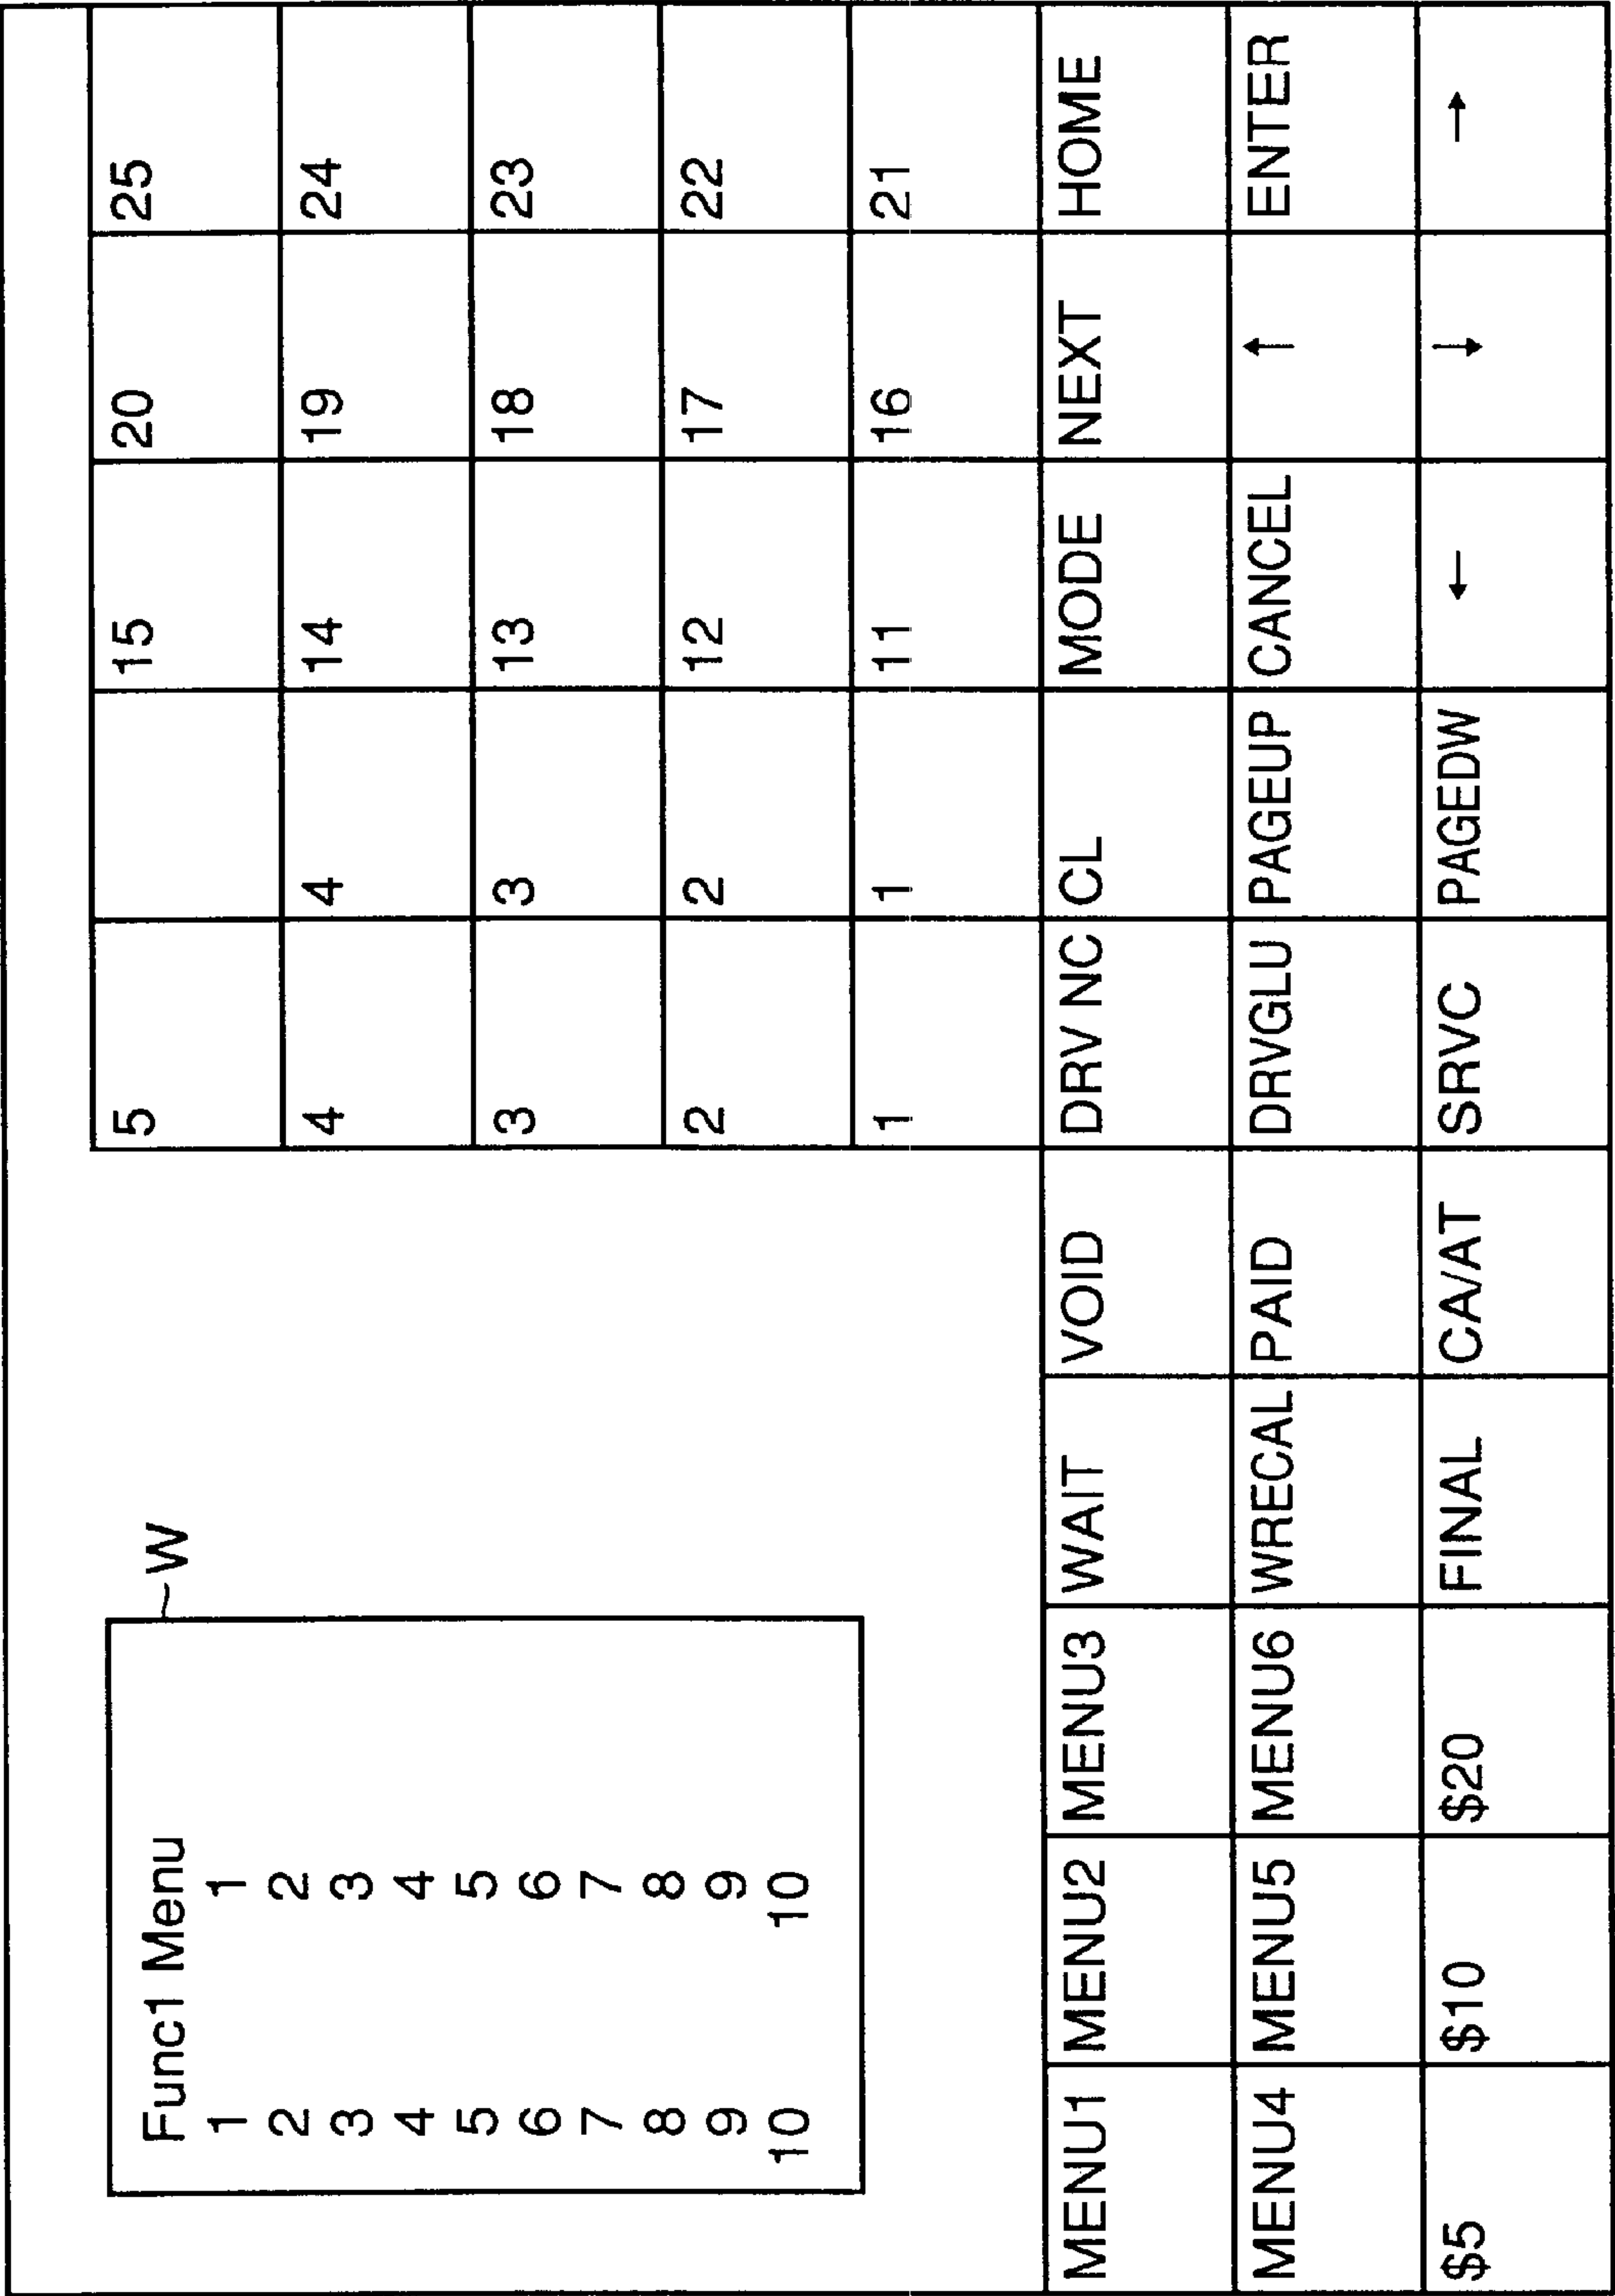 5 15 20 25
4 4 14 19 24
~W
Func1 Menu
1 1
2 2
3 3
4 4
5 5
6 6
7 7
8 8
9 9
10 10
3 3 13 18 23
2 2 12 17 22
1 1 11 16 21
MENU1 MENU2 MENU3 WAIT VOID DRV NC CL MODE NEXT HOME
MENU4 MENU5 MENU6 WRECAL PAID DRVGLU PAGEUP CANCEL ↑ ENTER
$5 $10 $20 FINAL CA/AT SRVC PAGEDW ← ↓ →